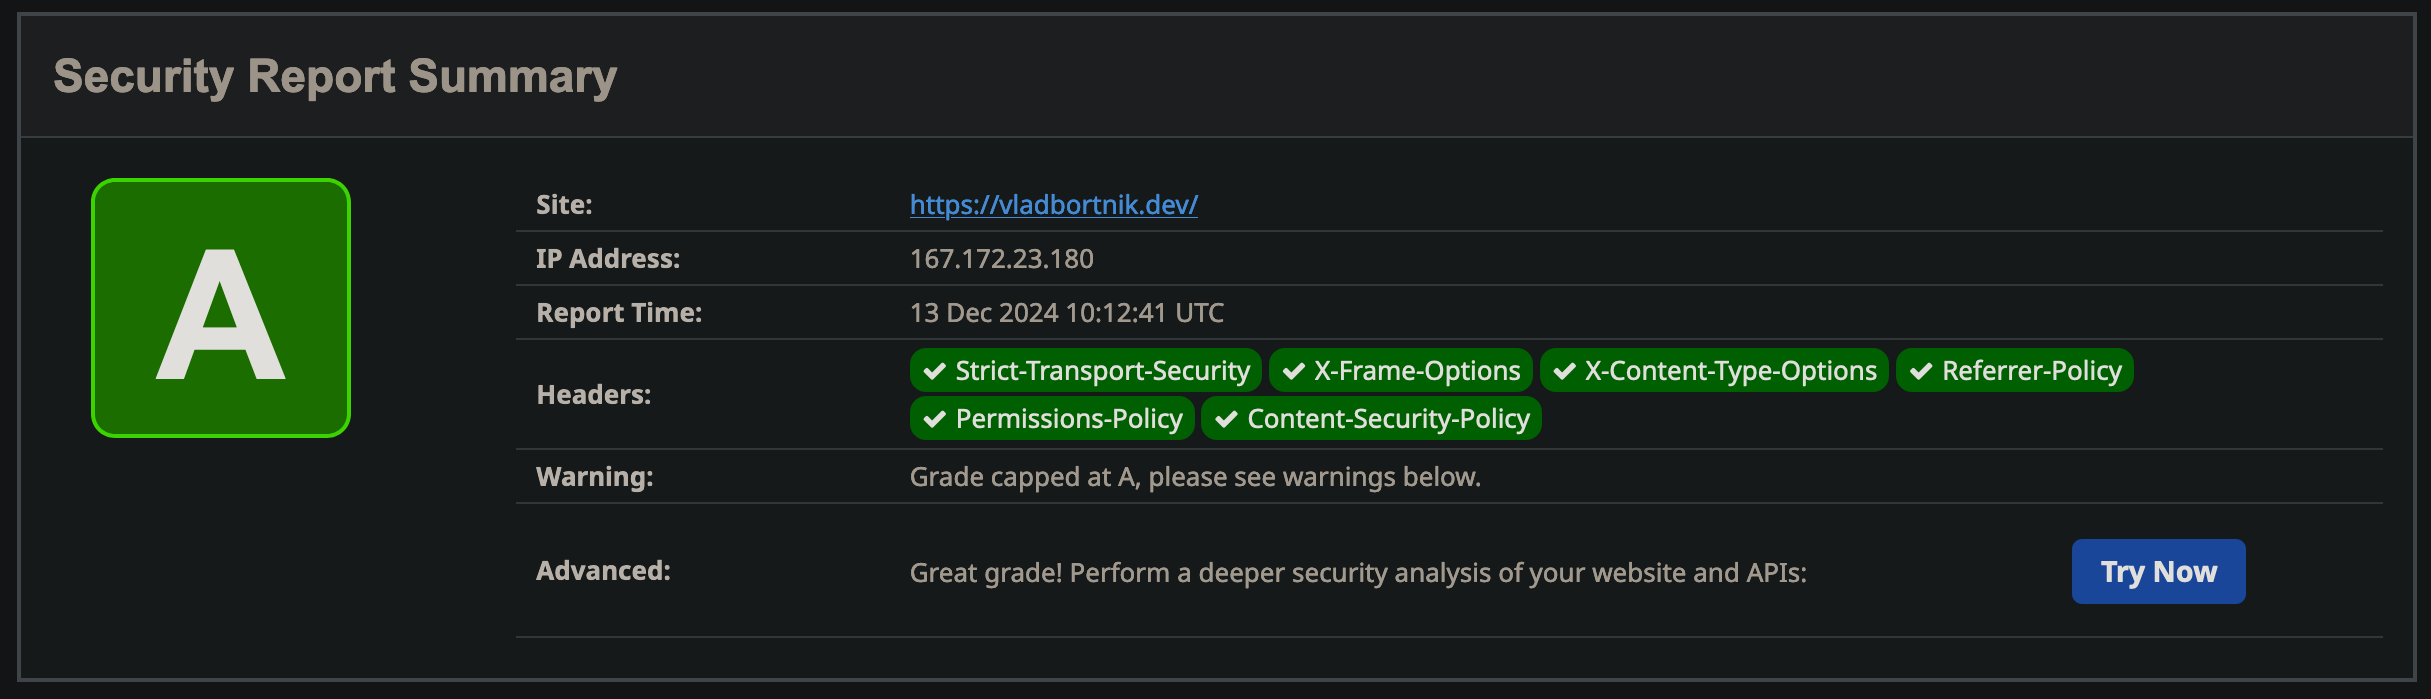 Security Report Summary
A
Site: https://vladbortnik.dev/
IP Address: 167.172.23.180
Report Time: 13 Dec 2024 10:12:41 UTC
Headers: ✔ Strict-Transport-Security ✔ X-Frame-Options ✔ X-Content-Type-Options ✔ Referrer-Policy
✔ Permissions-Policy ✔ Content-Security-Policy
Warning: Grade capped at A, please see warnings below.
Advanced: Great grade! Perform a deeper security analysis of your website and APIs: Try Now